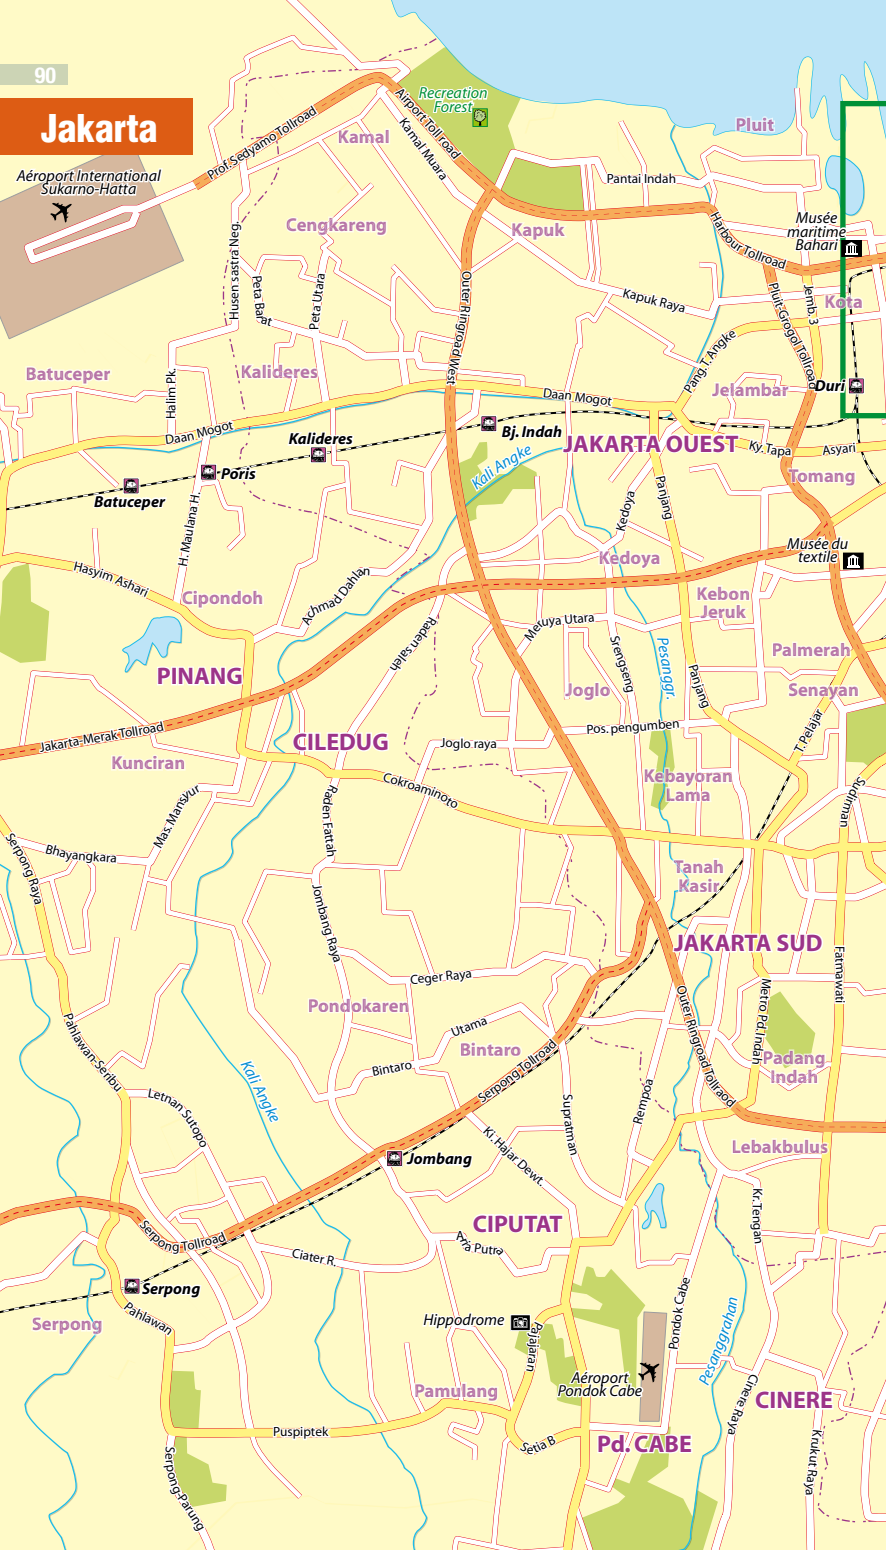 90
Jakarta
Recreation
Forest
Airport Toll road
Prof. Sedyamo Tollroad
Kamal
Kamal Muara
Pluit
Aéroport International
Sukarno-Hatta
Pantai Indah
Cengkareng
Kapuk
Harbour Tollroad
Musée
maritime
Bahari
Husen sastra Neg.
Peta Barat
Peta Utara
Outer Ringroad West
Kapuk Raya
Pluit-Grogol Tollroad
Jemb. 3
Kota
Pang. T. Angke
Batuceper
Halim Pk.
Kalideres
Daan Mogot
Jelambar
Duri
Daan Mogot
Kalideres
Bj. Indah
JAKARTA OUEST
Ky. Tapa
Asyari
Kali Angke
Poris
Batuceper
Tomang
H. Maulana H.
Kedoya
Panjang
Musée du
textile
Kedoya
Hasyim Ashari
Achmad Dahlan
Cipondoh
Kebon
Jeruk
Raden saleh
Meruya Utara
Srengseng
Pesanggr.
Palmerah
PINANG
Joglo
Panjang
Senayan
Jakarta-Merak Tollroad
CILEDUG
Joglo raya
Pos. pengumben
T. Pelajar
Kunciran
Kebayoran
Lama
Sudirman
Cokroaminoto
Mas. Mansyur
Raden Fattah
Serpong Raya
Bhayangkara
Tanah
Kasir
Jombang Raya
JAKARTA SUD
Ceger Raya
Fatmawati
Metro Pd. Indah
Outer Ringroad Tollraod
Pondokaren
Pahlawan-Seribu
Utama
Bintaro
Padang
Indah
Kali Angke
Bintaro
Serpong Tollroad
Letnan Sutopo
Supratman
Rempoa
Ki. Hajar Dewt.
Lebakbulus
Jombang
CIPUTAT
Kr. Tengan
Serpong Tollroad
Aria Putra
Ciater R.
Serpong
Pahlawan
Serpong
Hippodrome
Pajajaran
Pondok Cabe
Pesanggrahan
Aéroport
Pondok Cabe
Pamulang
Cinere Raya
CINERE
Puspiptek
Setia B
Pd. CABE
Krukut Raya
Serpong-Parung